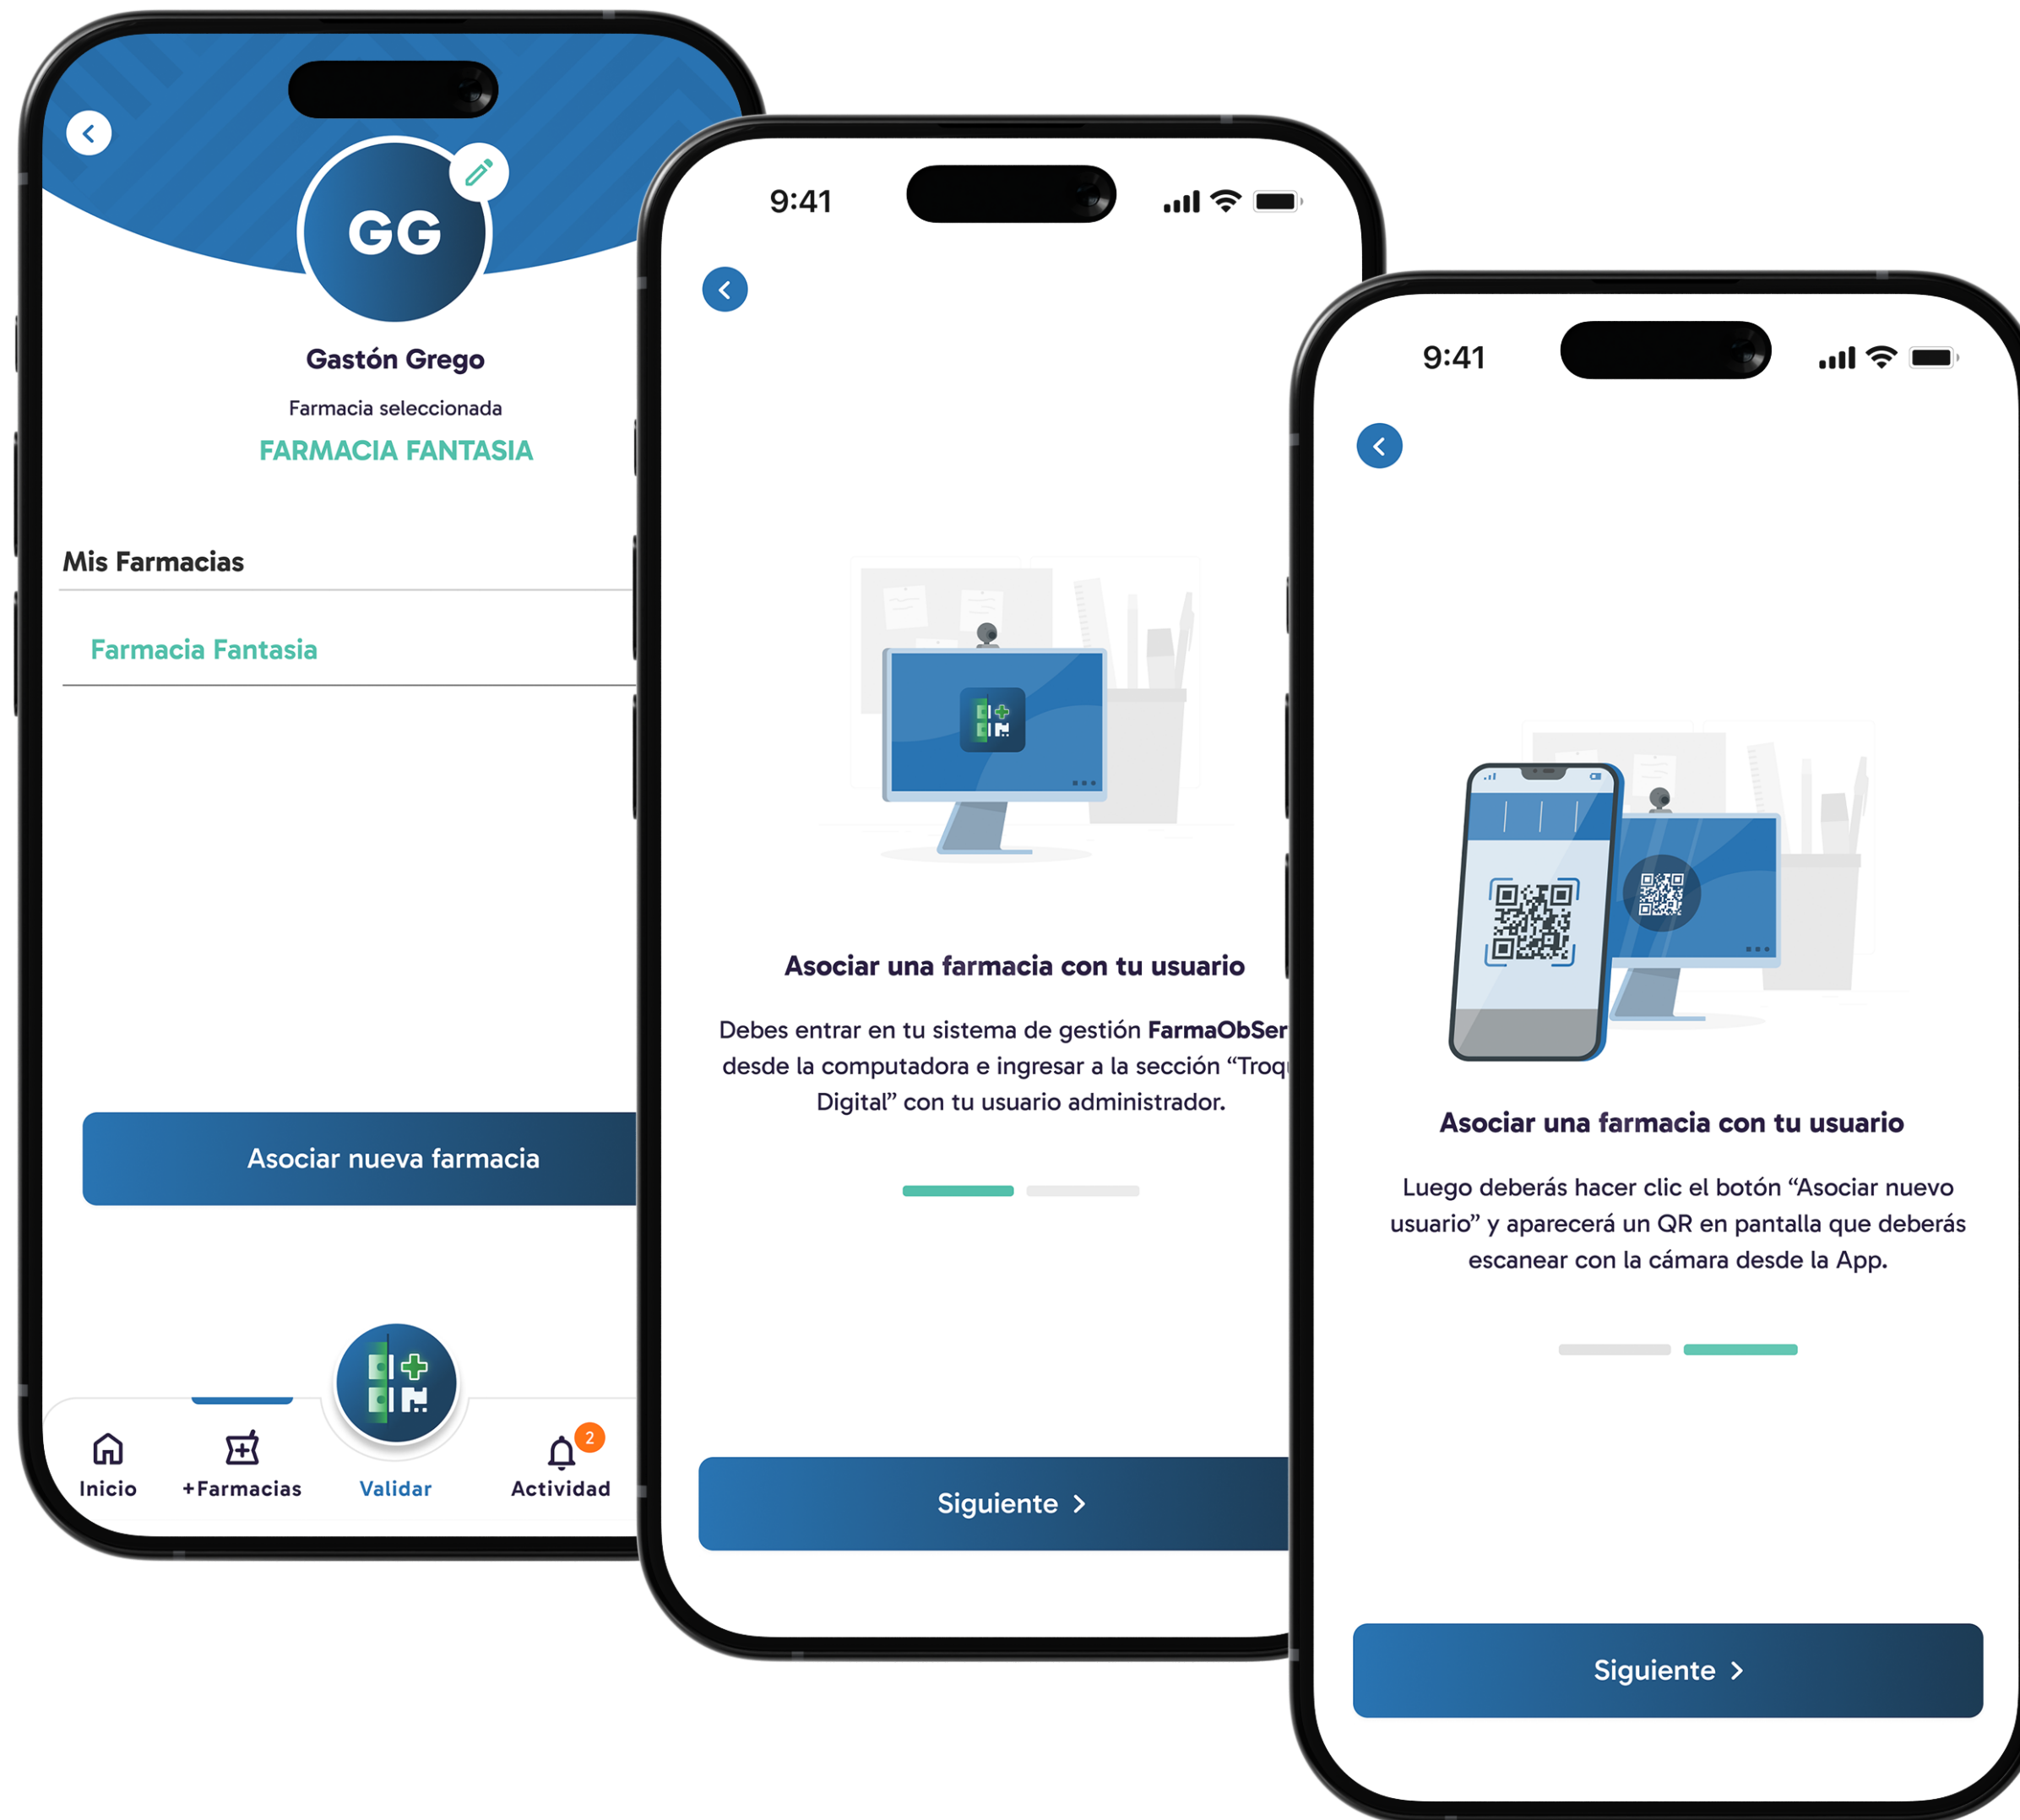 GG
Gastón Grego
Farmacia seleccionada
FARMACIA FANTASIA
Mis Farmacias
Farmacia Fantasia
Asociar nueva farmacia
2
Inicio
+Farmacias
Validar
Actividad
9:41
Asociar una farmacia con tu usuario
Debes entrar en tu sistema de gestión
desde la computadora e ingresar a la sección
Digital” con tu usuario administrador.
Siguiente >
9:41
Asociar una farmacia con tu usuario
Luego deberás hacer clic el botón “Asociar nuevo
usuario” y aparecerá un QR en pantalla que deberás
escanear con la cámara desde la App.
Siguiente >